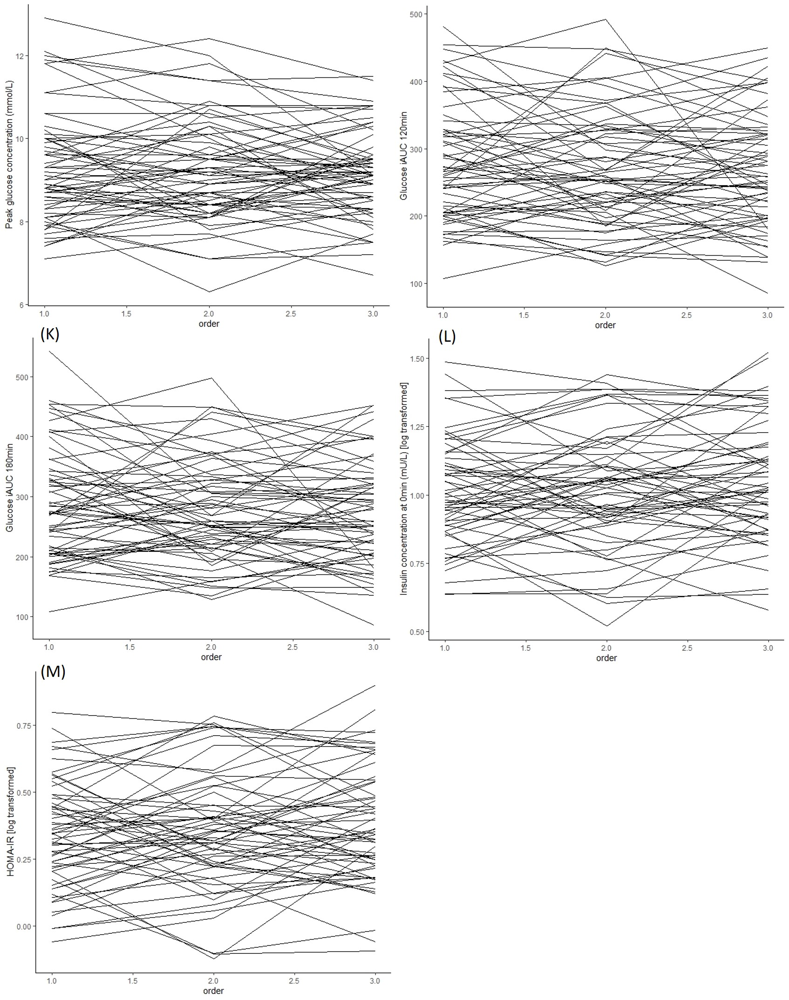 Peak glucose concentration (mmol/L)
12
10
8
6
1.0 1.5 2.0 2.5 3.0
order
Glucose iAUC 120min
500
400
300
200
100
1.0 1.5 2.0 2.5 3.0
order
(K)
Glucose iAUC 180min
500
400
300
200
100
1.0 1.5 2.0 2.5 3.0
order
(L)
Insulin concentration at 0min (mU/L) [log transformed]
1.50
1.25
1.00
0.75
0.50
1.0 1.5 2.0 2.5 3.0
order
(M)
HOMA-IR [log transformed]
0.75
0.50
0.25
0.00
1.0 1.5 2.0 2.5 3.0
order